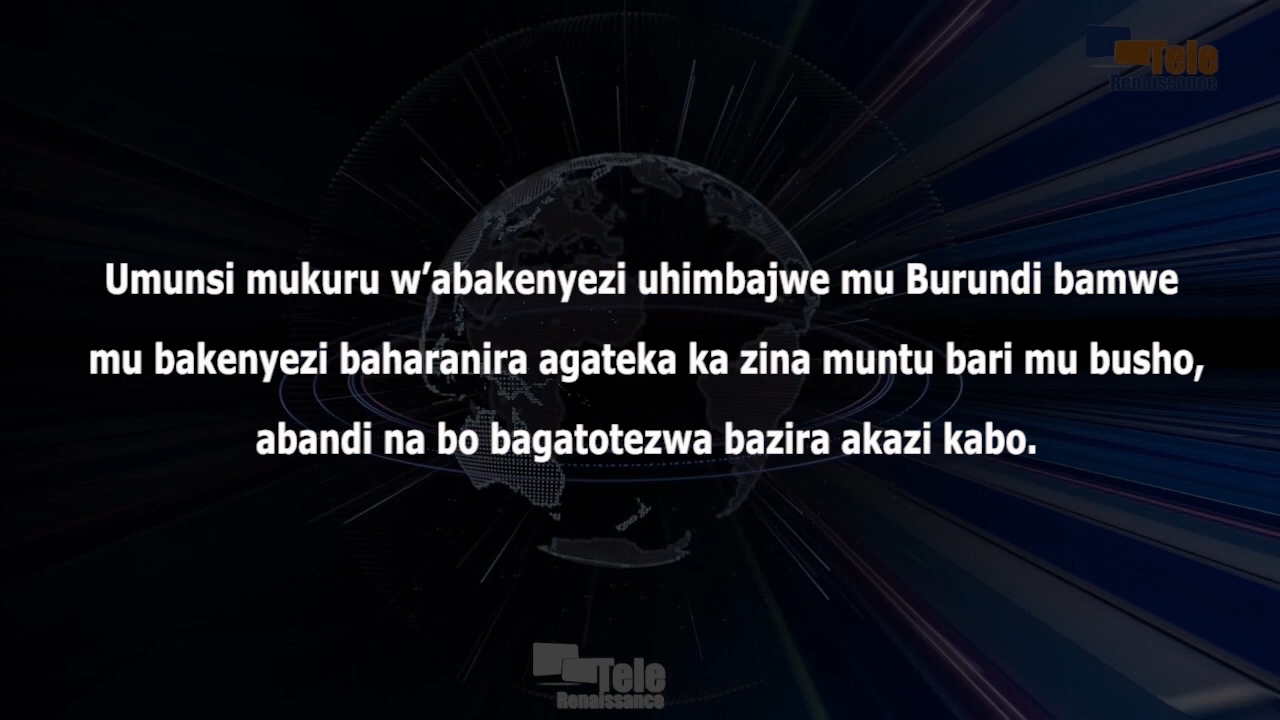 Tele
Renaissance
Umunsi mukuru w’abakenyezi uhimbajwe mu Burundi bamwe
mu bakenyezi baharanira agateka ka zina muntu bari mu busho,
abandi na bo bagatotezwa bazira akazi kabo.
Tele
Renaissance